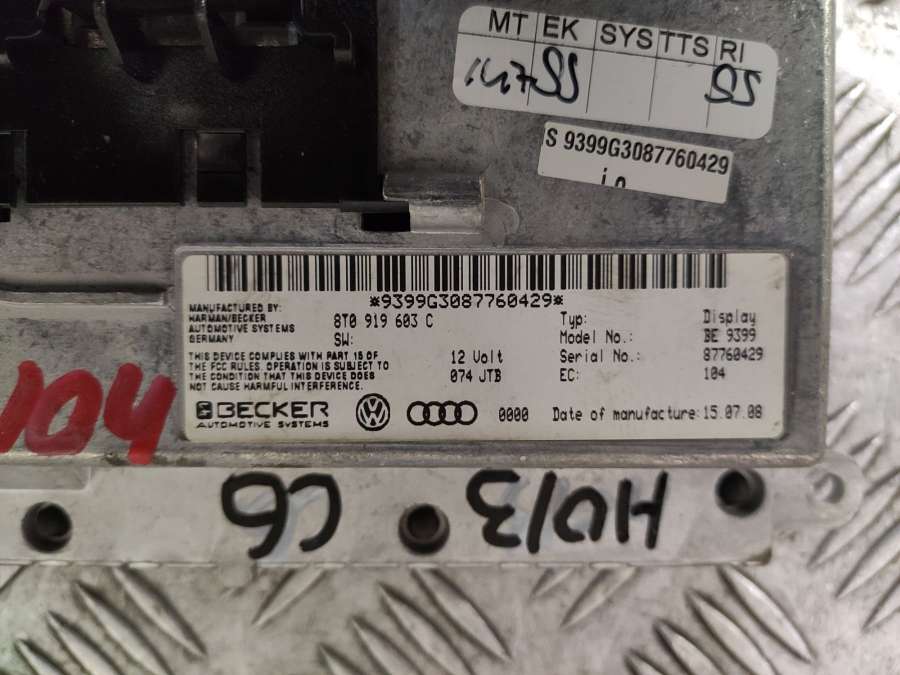 MT EK SYS TTS RI
S 9399G3087760429
*9399G3087760429*
MANUFACTURED BY:
HARMAN/BECKER
AUTOMOTIVE SYSTEMS
GERMANY
8T0 919 603 C
SW:
Typ: Display
Model No.: BE 9399
THIS DEVICE COMPLIES WITH PART 15 OF
THE FCC RULES. OPERATION IS SUBJECT TO
THE CONDITION THAT THIS DEVICE DOES
NOT CAUSE HARMFUL INTERFERENCE.
12 Volt
074 JTB
Serial No.: 87760429
EC: 104
BECKER
AUTOMOTIVE SYSTEMS
0000
Date of manufacture: 15.07.08
C6
H013